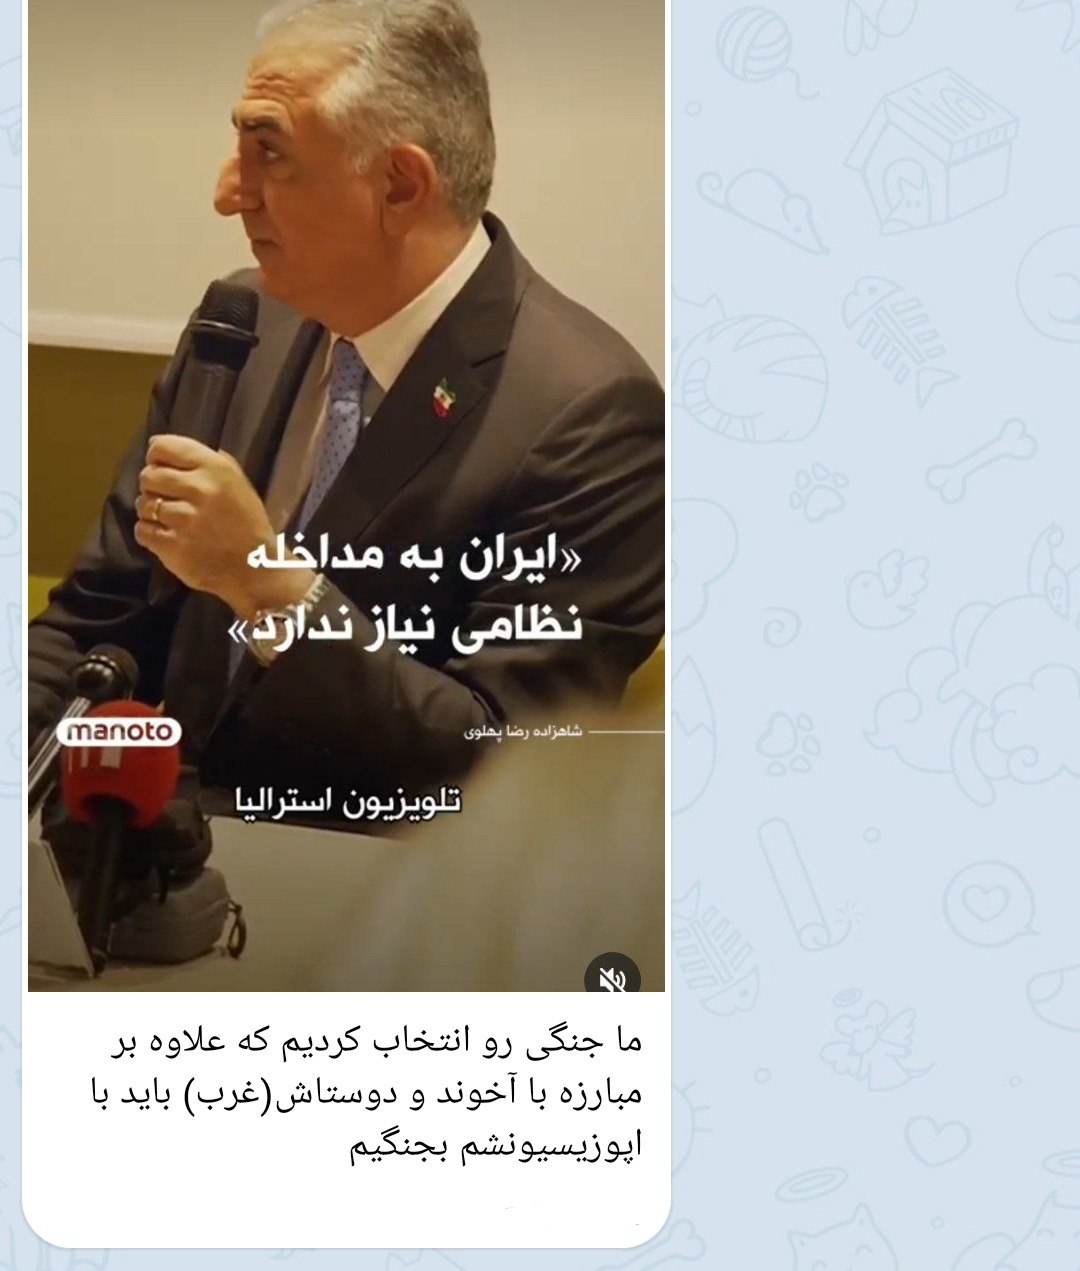 «ایران به مداخله
نظامی نیاز ندارد»
شاهزاده رضا پهلوی
manoto
تلویزیون استرالیا
ما جنگی رو انتخاب کردیم که علاوه بر
مبارزه با آخوند و دوستاش(غرب) باید با
اپوزیسیونشم بجنگیم